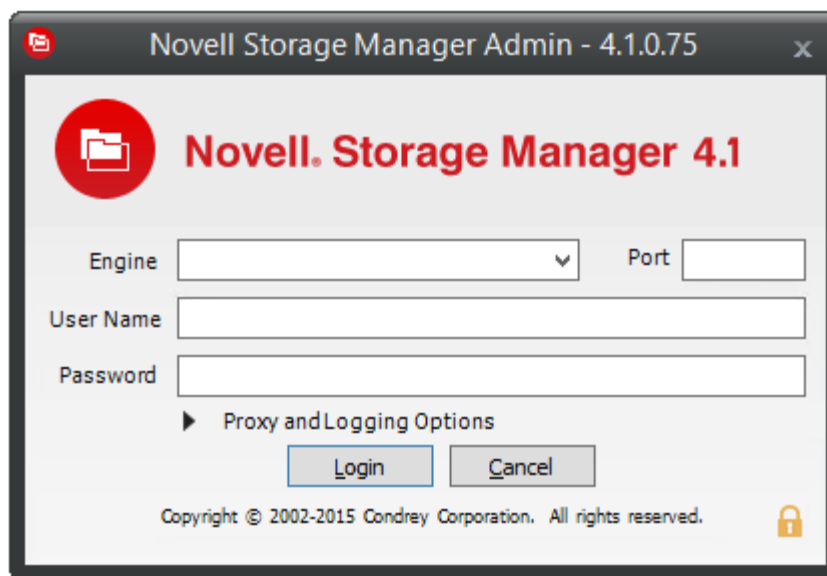 Novell Storage Manager Admin - 4.1.0.75 x
Novell® Storage Manager 4.1
Engine Port
User Name
Password
Proxy and Logging Options
Login Cancel
Copyright © 2002-2015 Condrey Corporation. All rights reserved.